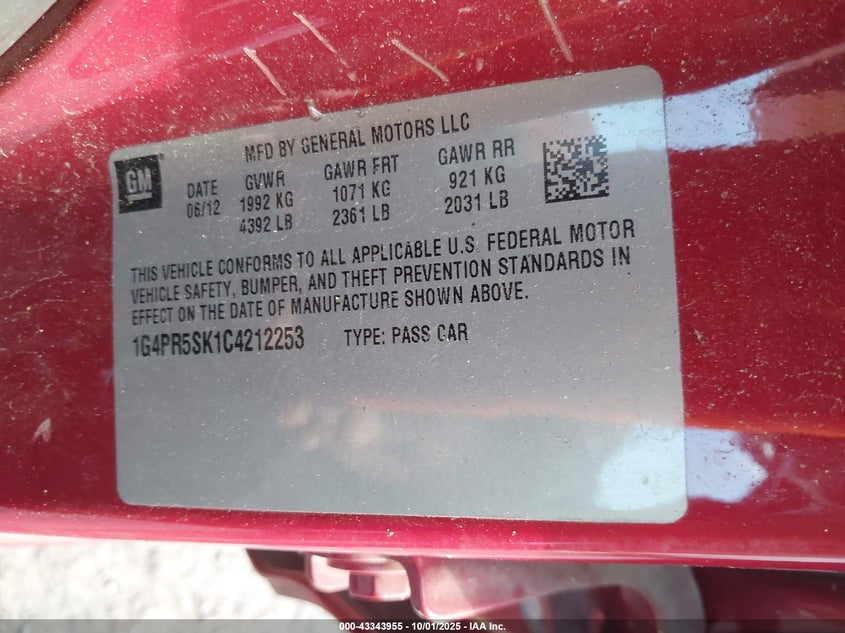 MFD BY GENERAL MOTORS LLC
GM
DATE GVWR GAWR FRT GAWR RR
06/12 1992 KG 1071 KG 921 KG
4392 LB 2361 LB 2031 LB
THIS VEHICLE CONFORMS TO ALL APPLICABLE U.S. FEDERAL MOTOR
VEHICLE SAFETY, BUMPER, AND THEFT PREVENTION STANDARDS IN
EFFECT ON THE DATE OF MANUFACTURE SHOWN ABOVE.
1G4PR5SK1C4212253 TYPE: PASS CAR
000-43343955 - 10/01/2025 - IAA Inc.